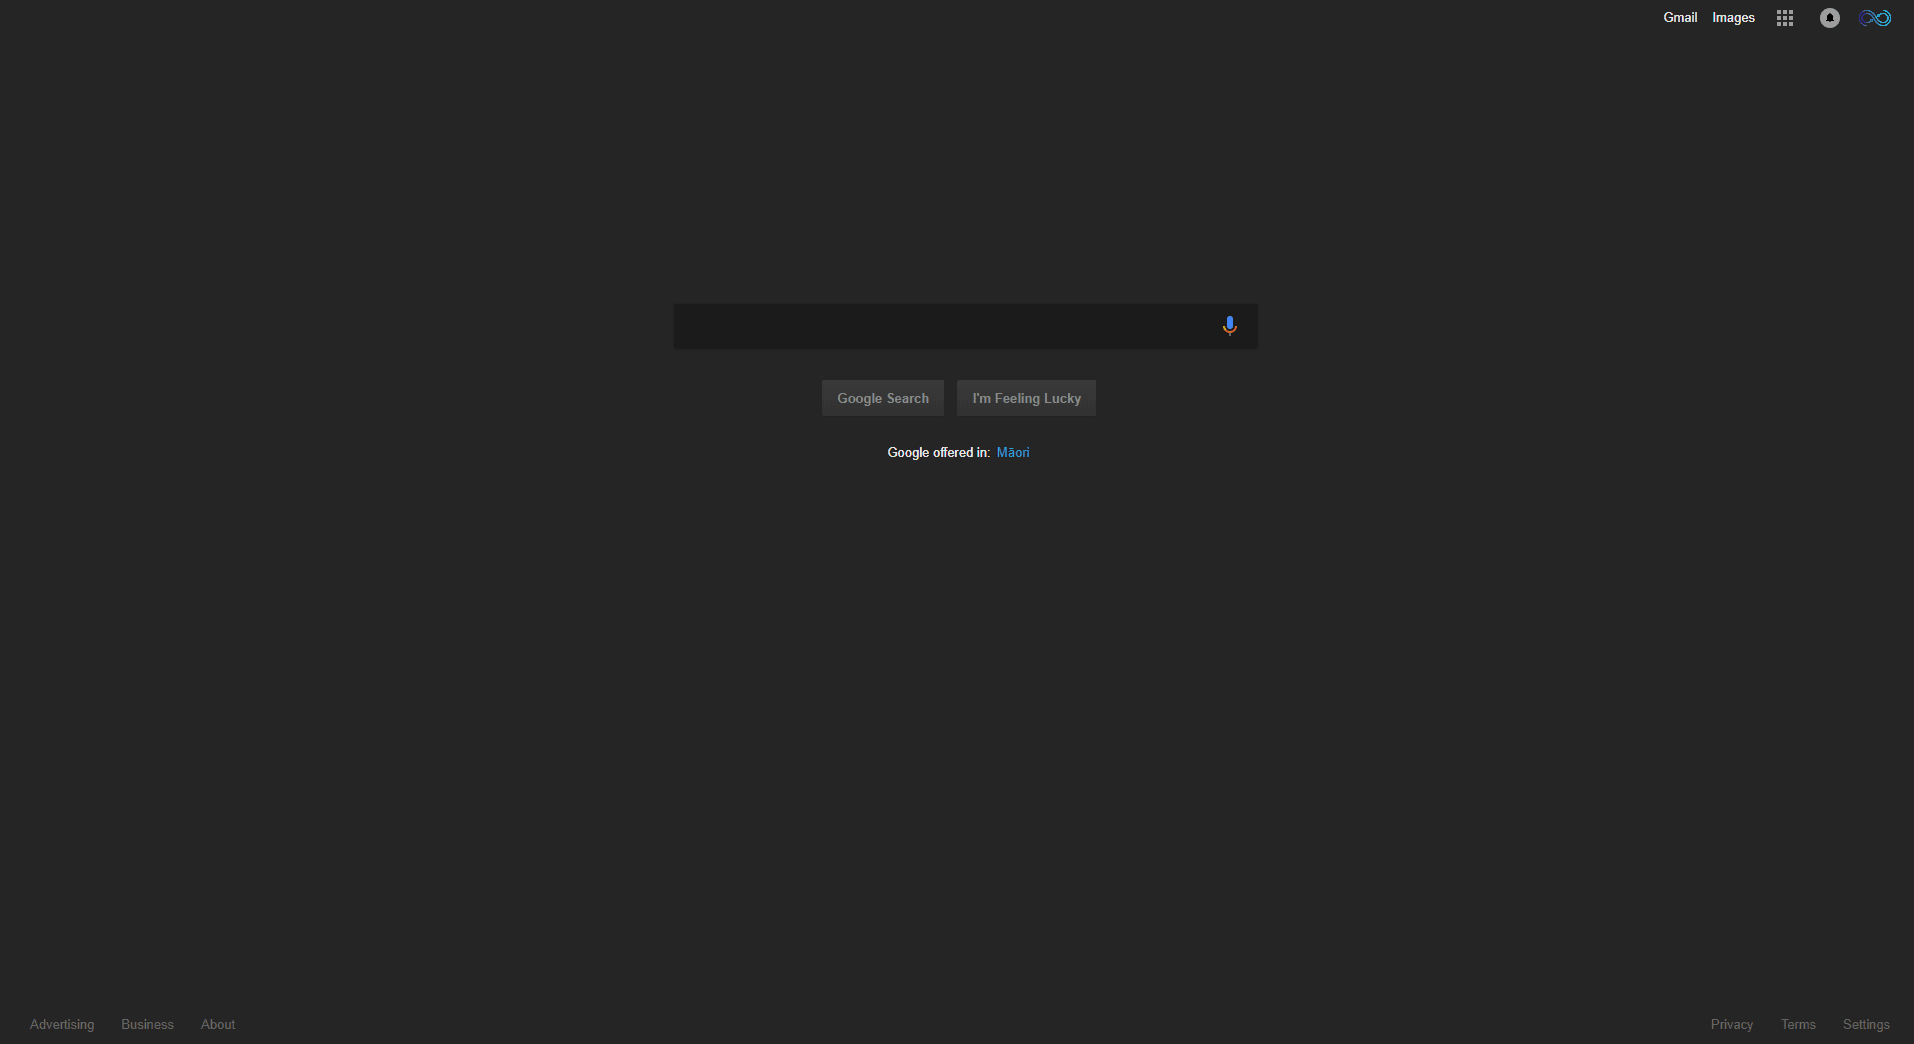 Gmail Images
Google Search I'm Feeling Lucky
Google offered in: Māori
Advertising Business About Privacy Terms Settings